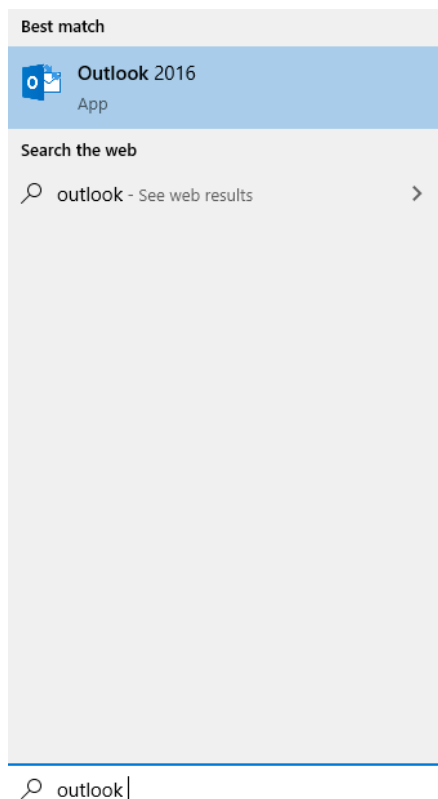 Best match
Outlook 2016
App
Search the web
outlook - See web results
outlook